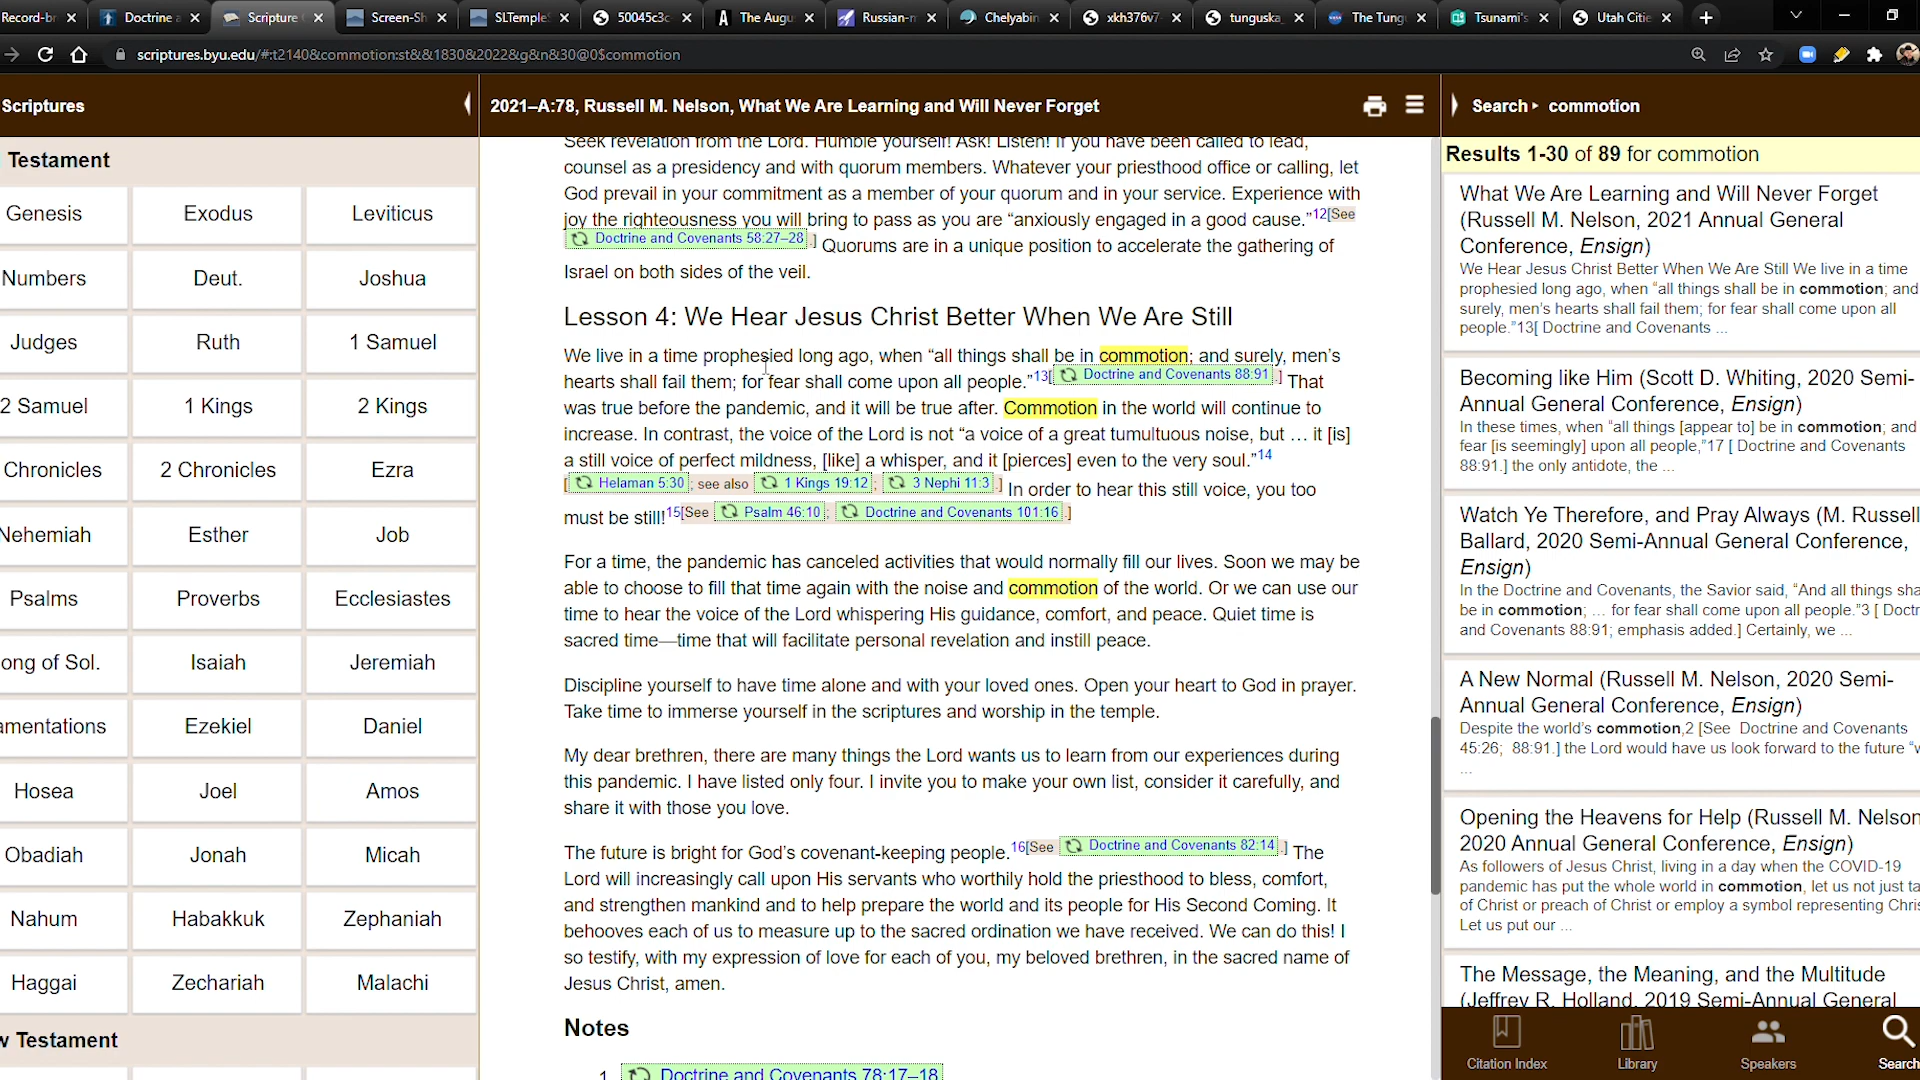 Record-b
Doctrine a
Scripture
Screen-Sh
SLTemple
50045c3c
The Augu
Russian-m
Chelyabin
xkh376v7
tunguska
The Tung
Tsunami's
Utah Citie
scriptures.byu.edu/#:t2140&commotion:st&&1830&2022&g&n&30@0$commotion
Scriptures
2021–A:78, Russell M. Nelson, What We Are Learning and Will Never Forget
Search▸ commotion
Testament
Genesis Exodus Leviticus
Numbers Deut. Joshua
Judges Ruth 1 Samuel
2 Samuel 1 Kings 2 Kings
Chronicles 2 Chronicles Ezra
Nehemiah Esther Job
Psalms Proverbs Ecclesiastes
ong of Sol. Isaiah Jeremiah
amentations Ezekiel Daniel
Hosea Joel Amos
Obadiah Jonah Micah
Nahum Habakkuk Zephaniah
Haggai Zechariah Malachi
w Testament
Seek revelation from the Lord. Humble yourself! Ask! Listen! If you have been called to lead,
counsel as a presidency and with quorum members. Whatever your priesthood office or calling, let
God prevail in your commitment as a member of your quorum and in your service. Experience with
joy the righteousness you will bring to pass as you are “anxiously engaged in a good cause.”12[See
Doctrine and Covenants 58:27–28 .] Quorums are in a unique position to accelerate the gathering of
Israel on both sides of the veil.
Lesson 4: We Hear Jesus Christ Better When We Are Still
We live in a time prophesied long ago, when “all things shall be in commotion; and surely, men’s
hearts shall fail them; for fear shall come upon all people.”13[ Doctrine and Covenants 88:91 .] That
was true before the pandemic, and it will be true after. Commotion in the world will continue to
increase. In contrast, the voice of the Lord is not “a voice of a great tumultuous noise, but … it [is]
a still voice of perfect mildness, [like] a whisper, and it [pierces] even to the very soul.”14
[ Helaman 5:30 ; see also 1 Kings 19:12 ; 3 Nephi 11:3 .] In order to hear this still voice, you too
must be still!15[See Psalm 46:10 ; Doctrine and Covenants 101:16 .]
For a time, the pandemic has canceled activities that would normally fill our lives. Soon we may be
able to choose to fill that time again with the noise and commotion of the world. Or we can use our
time to hear the voice of the Lord whispering His guidance, comfort, and peace. Quiet time is
sacred time—time that will facilitate personal revelation and instill peace.
Discipline yourself to have time alone and with your loved ones. Open your heart to God in prayer.
Take time to immerse yourself in the scriptures and worship in the temple.
My dear brethren, there are many things the Lord wants us to learn from our experiences during
this pandemic. I have listed only four. I invite you to make your own list, consider it carefully, and
share it with those you love.
The future is bright for God’s covenant-keeping people.16[See Doctrine and Covenants 82:14 .] The
Lord will increasingly call upon His servants who worthily hold the priesthood to bless, comfort,
and strengthen mankind and to help prepare the world and its people for His Second Coming. It
behooves each of us to measure up to the sacred ordination we have received. We can do this! I
so testify, with my expression of love for each of you, my beloved brethren, in the sacred name of
Jesus Christ, amen.
Notes
1. Doctrine and Covenants 78:17–18
Results 1-30 of 89 for commotion
What We Are Learning and Will Never Forget
(Russell M. Nelson, 2021 Annual General
Conference, Ensign)
We Hear Jesus Christ Better When We Are Still We live in a time
prophesied long ago, when “all things shall be in commotion; and
surely, men’s hearts shall fail them; for fear shall come upon all
people.”13[ Doctrine and Covenants ...
Becoming like Him (Scott D. Whiting, 2020 Semi-
Annual General Conference, Ensign)
In these times, when “all things [appear to] be in commotion; and
fear [is seemingly] upon all people,”17 [ Doctrine and Covenants
88:91.] the only antidote, the ...
Watch Ye Therefore, and Pray Always (M. Russell
Ballard, 2020 Semi-Annual General Conference,
Ensign)
In the Doctrine and Covenants, the Savior said, “And all things sha
be in commotion; … for fear shall come upon all people.”3 [ Doctr
and Covenants 88:91; emphasis added.] Certainly, we ...
A New Normal (Russell M. Nelson, 2020 Semi-
Annual General Conference, Ensign)
Despite the world’s commotion,2 [See Doctrine and Covenants
45:26; 88:91.] the Lord would have us look forward to the future “w
...
Opening the Heavens for Help (Russell M. Nelson
2020 Annual General Conference, Ensign)
As followers of Jesus Christ, living in a day when the COVID-19
pandemic has put the whole world in commotion, let us not just ta
of Christ or preach of Christ or employ a symbol representing Chris
Let us put our ...
The Message, the Meaning, and the Multitude
(Jeffrey R. Holland, 2019 Semi-Annual General
Citation Index Library Speakers Search